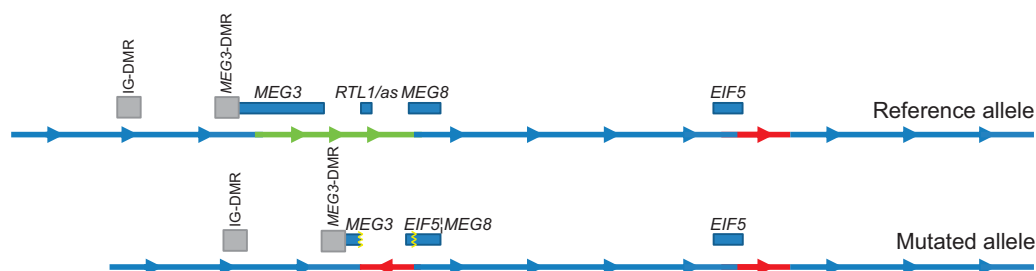 IG-DMR
MEG3-DMR
MEG3
RTL1/as
MEG8
EIF5
Reference allele
IG-DMR
MEG3-DMR
MEG3
EIF5¦MEG8
EIF5
Mutated allele